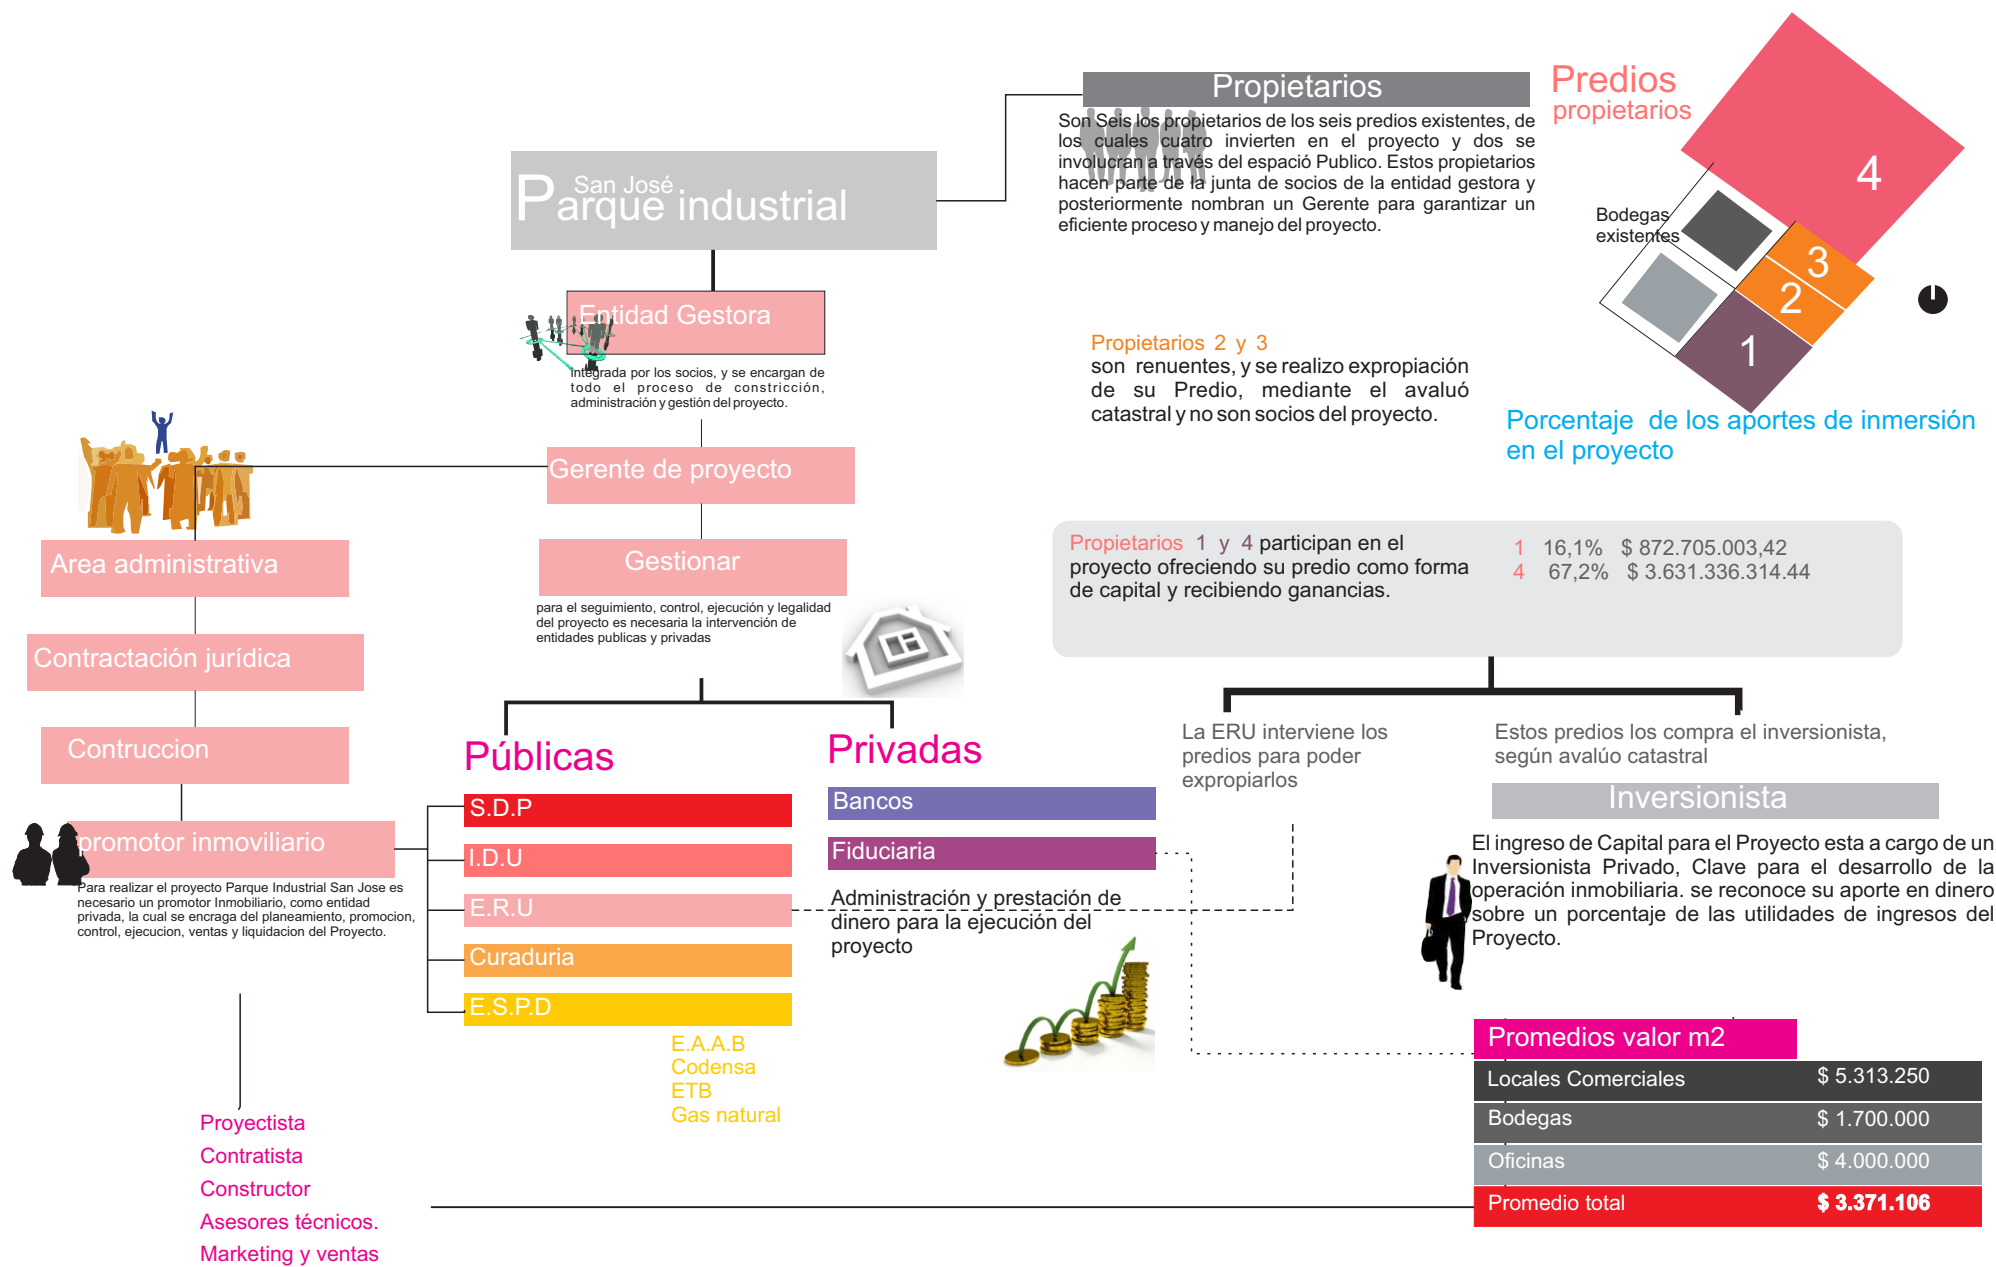 Propietarios
Son Seis los propietarios de los seis predios existentes, de
los cuales cuatro invierten en el proyecto y dos se
involucran a través del espació Publico. Estos propietarios
hacen parte de la junta de socios de la entidad gestora y
posteriormente nombran un Gerente para garantizar un
eficiente proceso y manejo del proyecto.
Predios
propietarios
4
3
2
1
Bodegas
existentes
San José
Parque industrial
Entidad Gestora
integrada por los socios, y se encargan de
todo el proceso de constricción,
administración y gestión del proyecto.
Propietarios 2 y 3
son renuentes, y se realizo expropiación
de su Predio, mediante el avaluó
catastral y no son socios del proyecto.
Porcentaje de los aportes de inmersión
en el proyecto
Gerente de proyecto
Gestionar
para el seguimiento, control, ejecución y legalidad
del proyecto es necesaria la intervención de
entidades publicas y privadas
Propietarios 1 y 4 participan en el
proyecto ofreciendo su predio como forma
de capital y recibiendo ganancias.
1 16,1% $ 872.705.003,42
4 67,2% $ 3.631.336.314.44
Area administrativa
Contractación jurídica
Contruccion
promotor inmoviliario
Para realizar el proyecto Parque Industrial San Jose es
necesario un promotor Inmobiliario, como entidad
privada, la cual se encraga del planeamiento, promocion,
control, ejecucion, ventas y liquidacion del Proyecto.
Proyectista
Contratista
Constructor
Asesores técnicos.
Marketing y ventas
Públicas
S.D.P
I.D.U
E.R.U
Curaduria
E.S.P.D
E.A.A.B
Codensa
ETB
Gas natural
Privadas
Bancos
Fiduciaria
Administración y prestación de
dinero para la ejecución del
proyecto
La ERU interviene los
predios para poder
expropiarlos
Estos predios los compra el inversionista,
según avalúo catastral
Inversionista
El ingreso de Capital para el Proyecto esta a cargo de un
Inversionista Privado, Clave para el desarrollo de la
operación inmobiliaria. se reconoce su aporte en dinero
sobre un porcentaje de las utilidades de ingresos del
Proyecto.
Promedios valor m2
Locales Comerciales $ 5.313.250
Bodegas $ 1.700.000
Oficinas $ 4.000.000
Promedio total $ 3.371.106